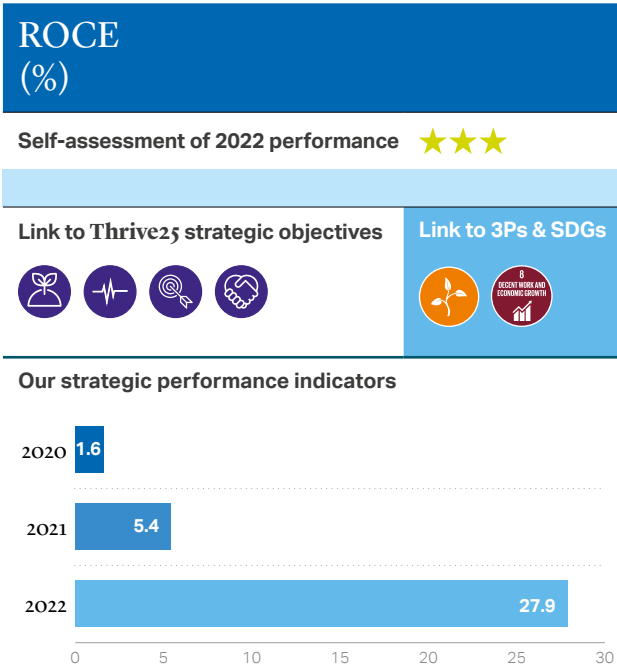 ROCE
(%)
Self-assessment of 2022 performance
Link to Thrive25 strategic objectives
Link to 3Ps & SDGs
8
DECENT WORK AND
ECONOMIC GROWTH
Our strategic performance indicators
2020 1.6
2021 5.4
2022 27.9
0 5 10 15 20 25 30